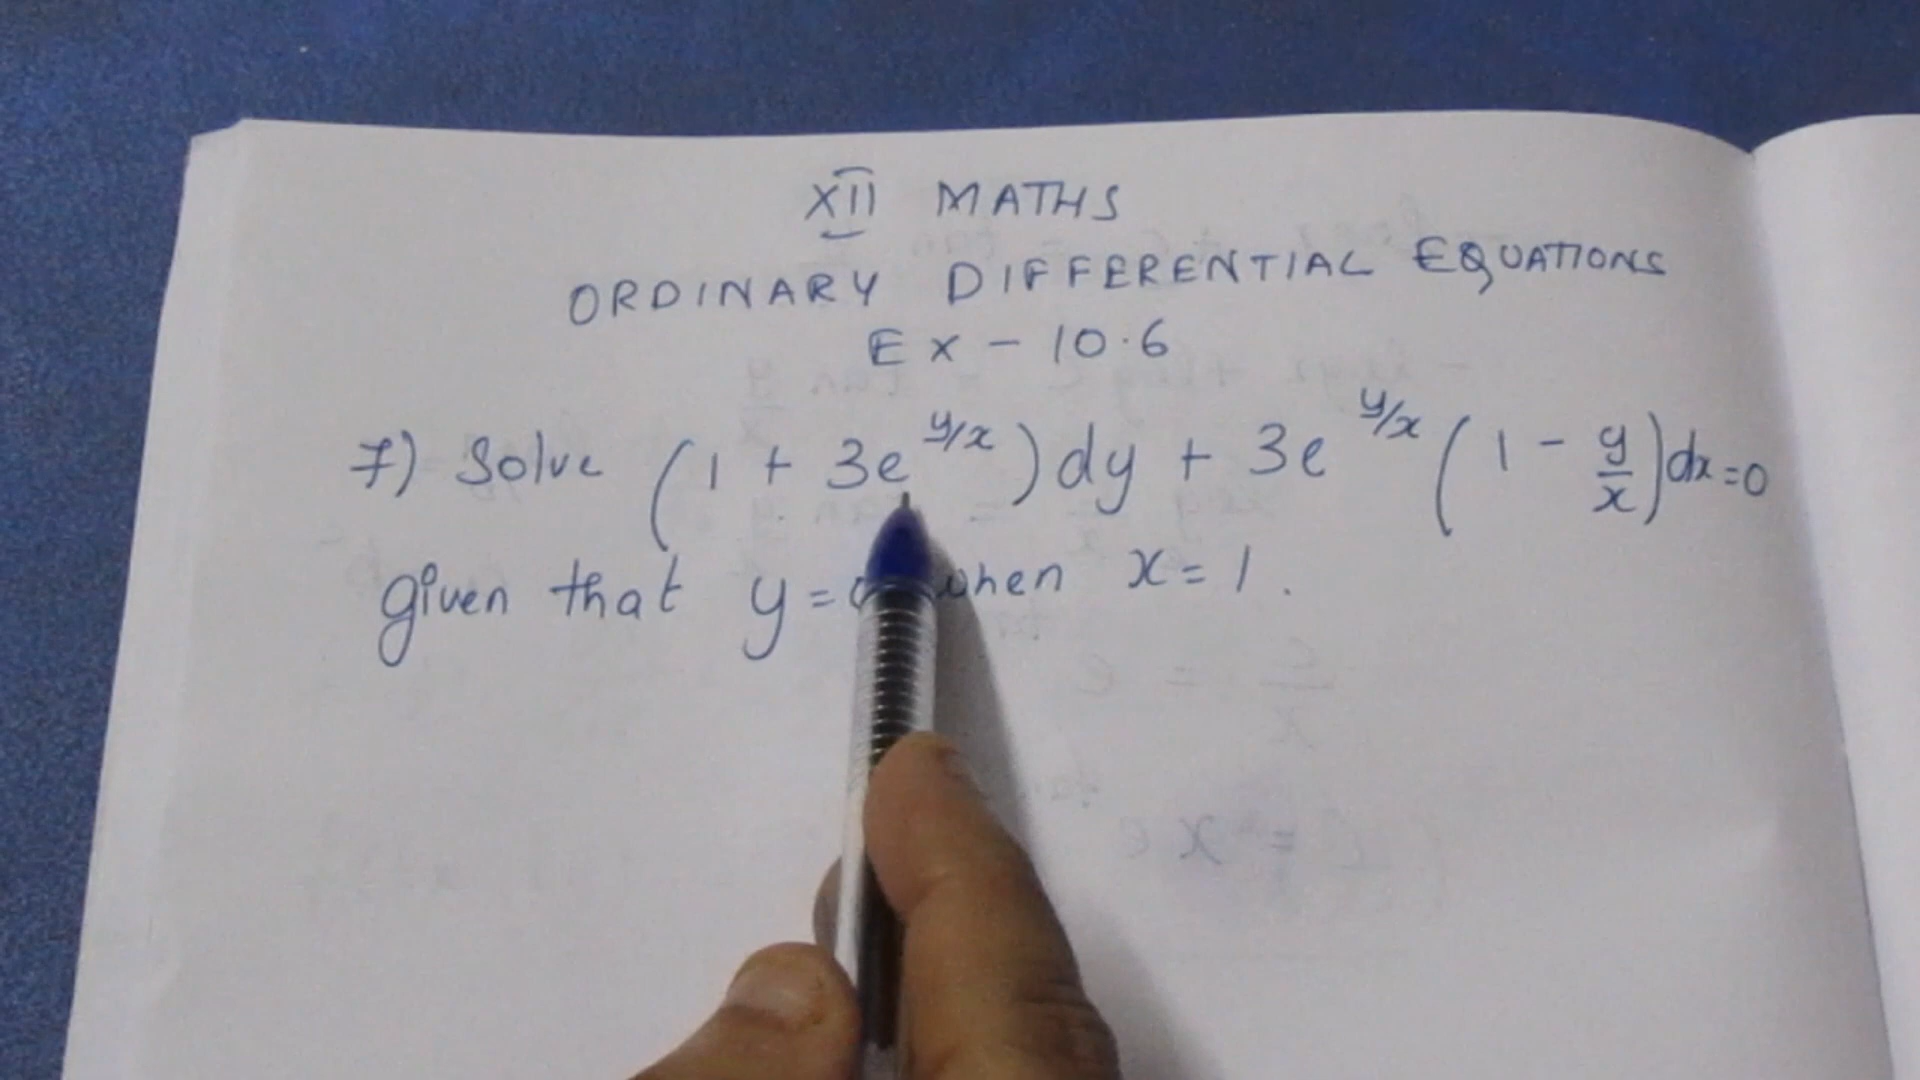 XII MATHS
ORDINARY DIFFERENTIAL EQUATIONS
Ex - 10.6
7) Solve (1 + 3e^{y/x}) dy + 3e^{y/x} (1 - y/x) dx = 0
given that y = when x = 1.